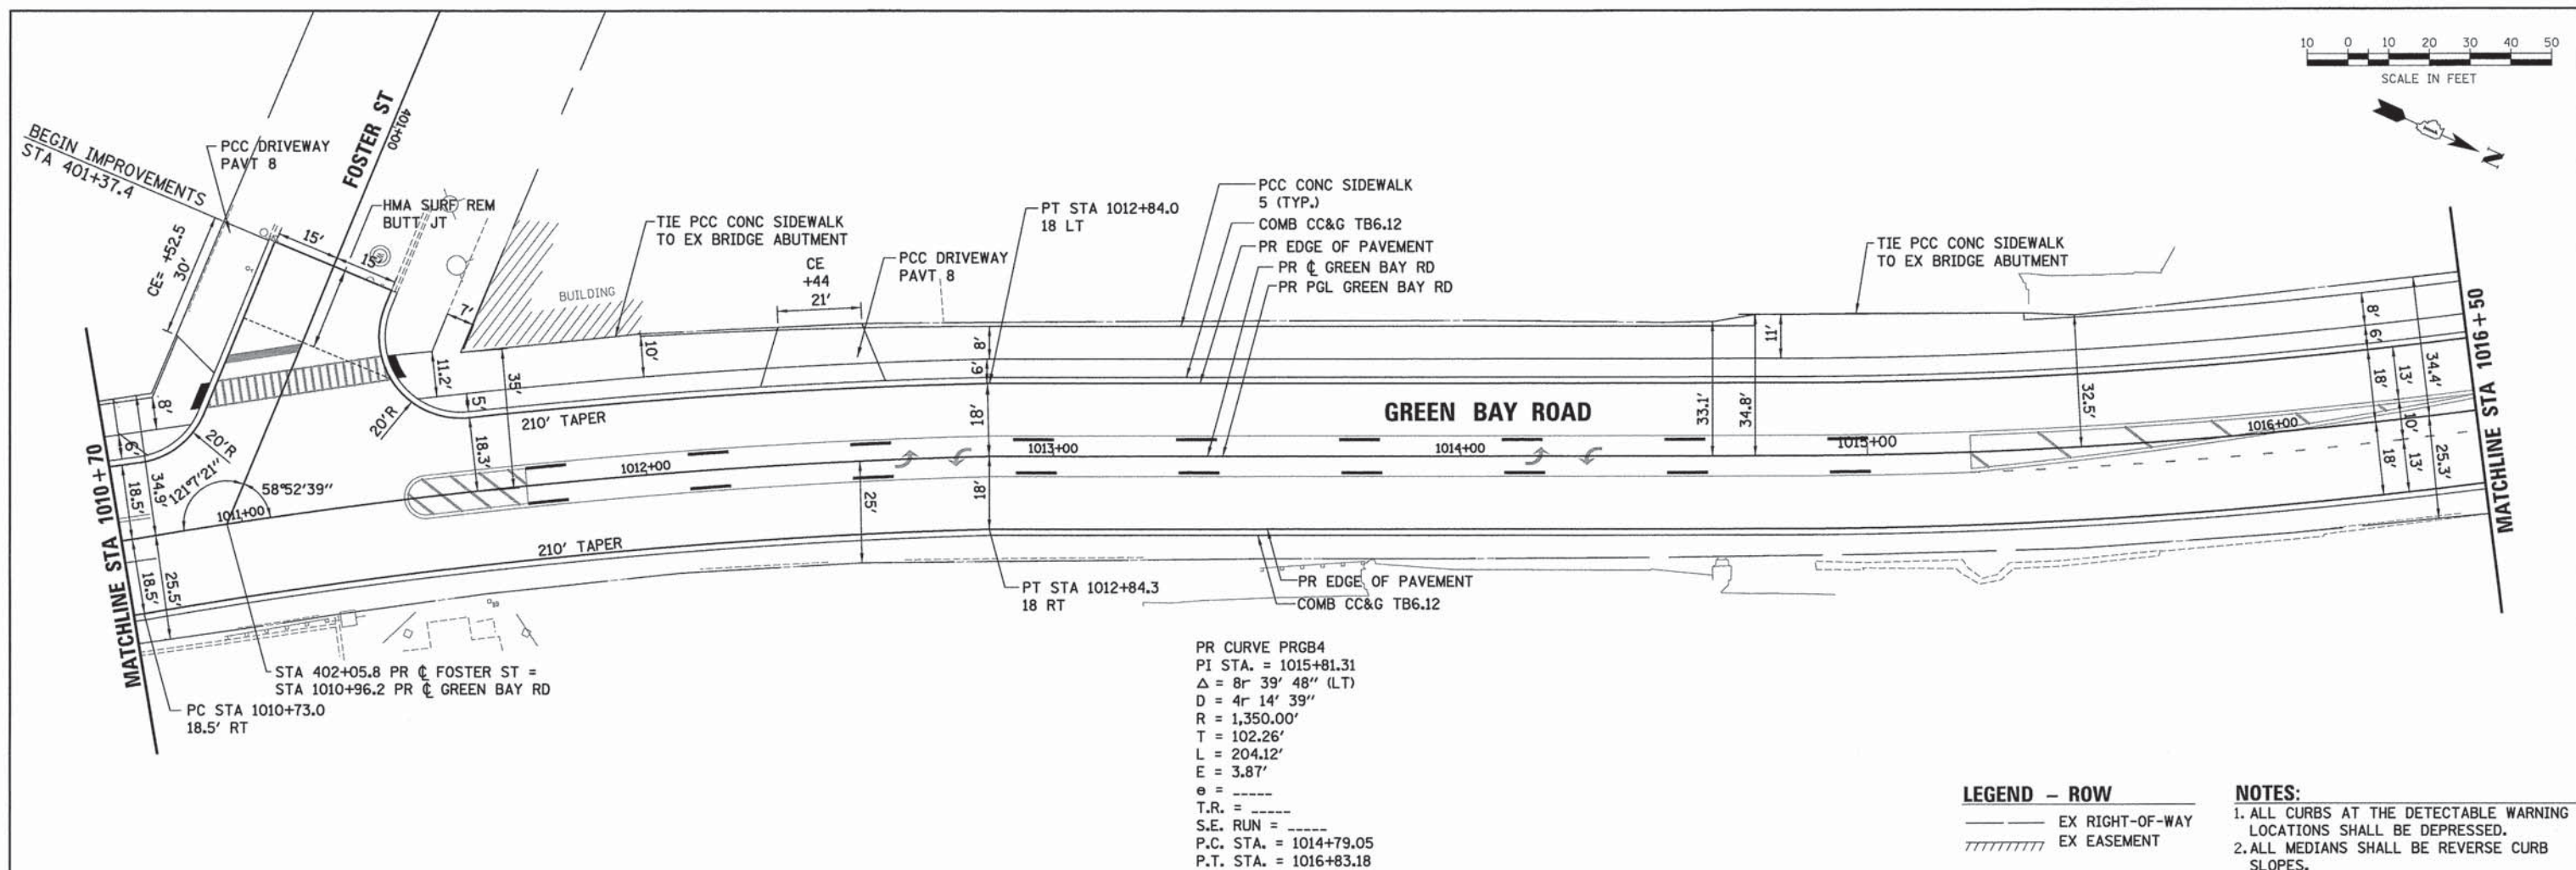 10 0 10 20 30 40 50
SCALE IN FEET
N
BEGIN IMPROVEMENTS
STA 401+37.4
PCC DRIVEWAY
PAVT 8
FOSTER ST
401+00
HMA SURF REM
BUTT JT
CE= +52.5
30'
15'
15'
7'
BUILDING
TIE PCC CONC SIDEWALK
TO EX BRIDGE ABUTMENT
CE
+44
21'
PCC DRIVEWAY
PAVT 8
PT STA 1012+84.0
18 LT
PCC CONC SIDEWALK
5 (TYP.)
COMB CC&G TB6.12
PR EDGE OF PAVEMENT
PR ℄ GREEN BAY RD
PR PGL GREEN BAY RD
TIE PCC CONC SIDEWALK
TO EX BRIDGE ABUTMENT
MATCHLINE STA 1010+70
8'
6'
20'R
18.5'
34.9'
121°7'21"
58°52'39"
1011+00
18.5'
25.5'
20'R
11.2'
5'
18.3'
35'
10'
210' TAPER
1012+00
210' TAPER
25'
8'
6'
18'
18'
1013+00
GREEN BAY ROAD
1014+00
33.1'
34.8'
11'
1015+00
32.5'
1016+00
8'
6'
18'
13'
34.4'
10'
18'
13'
25.3'
MATCHLINE STA 1016+50
STA 402+05.8 PR ℄ FOSTER ST =
STA 1010+96.2 PR ℄ GREEN BAY RD
PC STA 1010+73.0
18.5' RT
PT STA 1012+84.3
18 RT
PR EDGE OF PAVEMENT
COMB CC&G TB6.12
PR CURVE PRGB4
PI STA. = 1015+81.31
Δ = 8r 39' 48" (LT)
D = 4r 14' 39"
R = 1,350.00'
T = 102.26'
L = 204.12'
E = 3.87'
e = _____
T.R. = _____
S.E. RUN = _____
P.C. STA. = 1014+79.05
P.T. STA. = 1016+83.18
LEGEND - ROW
EX RIGHT-OF-WAY
EX EASEMENT
NOTES:
1. ALL CURBS AT THE DETECTABLE WARNING
LOCATIONS SHALL BE DEPRESSED.
2. ALL MEDIANS SHALL BE REVERSE CURB
SLOPES.